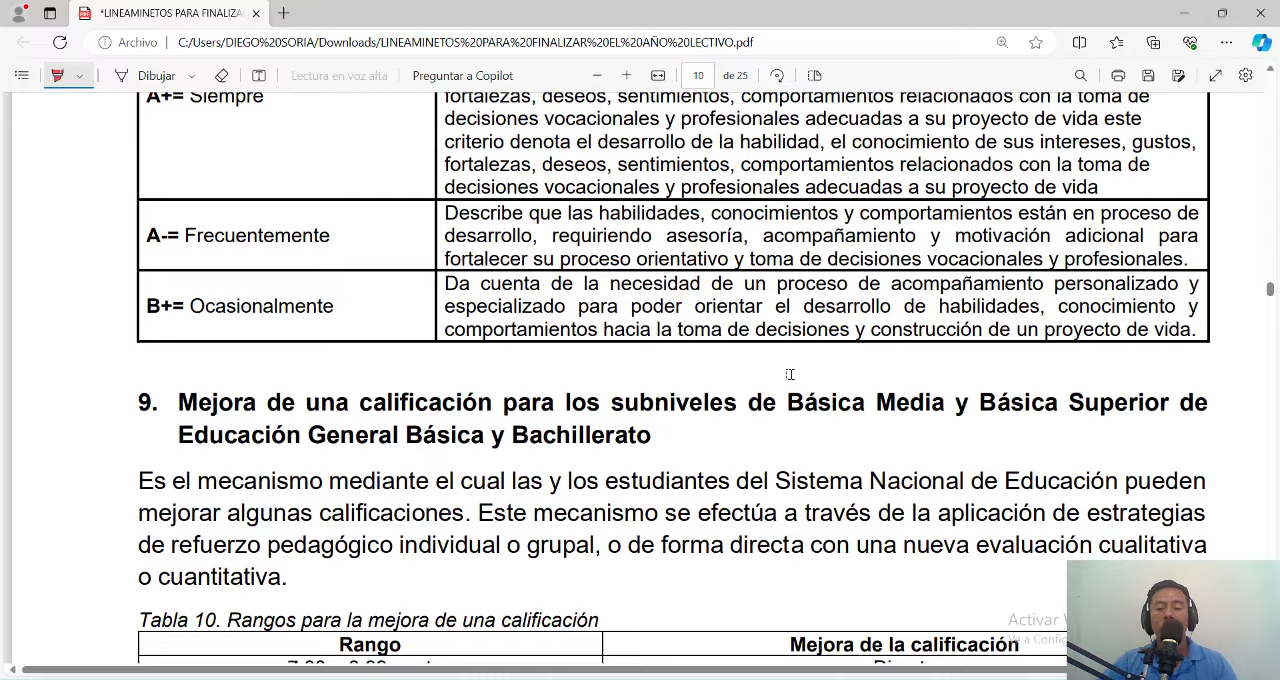 *LINEAMINETOS PARA FINALIZA
Archivo C:/Users/DIEGO%20SORIA/Downloads/LINEAMINETOS%20PARA%20FINALIZAR%20EL%20AÑO%20LECTIVO.pdf
Dibujar Lectura en voz alta Preguntar a Copilot 10 de 25
A+= Siempre
fortalezas, deseos, sentimientos, comportamientos relacionados con la toma de
decisiones vocacionales y profesionales adecuadas a su proyecto de vida este
criterio denota el desarrollo de la habilidad, el conocimiento de sus intereses, gustos,
fortalezas, deseos, sentimientos, comportamientos relacionados con la toma de
decisiones vocacionales y profesionales adecuadas a su proyecto de vida
A-= Frecuentemente
Describe que las habilidades, conocimientos y comportamientos están en proceso de
desarrollo, requiriendo asesoría, acompañamiento y motivación adicional para
fortalecer su proceso orientativo y toma de decisiones vocacionales y profesionales.
B+= Ocasionalmente
Da cuenta de la necesidad de un proceso de acompañamiento personalizado y
especializado para poder orientar el desarrollo de habilidades, conocimiento y
comportamientos hacia la toma de decisiones y construcción de un proyecto de vida.
9. Mejora de una calificación para los subniveles de Básica Media y Básica Superior de
Educación General Básica y Bachillerato
Es el mecanismo mediante el cual las y los estudiantes del Sistema Nacional de Educación pueden
mejorar algunas calificaciones. Este mecanismo se efectúa a través de la aplicación de estrategias
de refuerzo pedagógico individual o grupal, o de forma directa con una nueva evaluación cualitativa
o cuantitativa.
Tabla 10. Rangos para la mejora de una calificación
Activar
Rango Mejora de la calificación